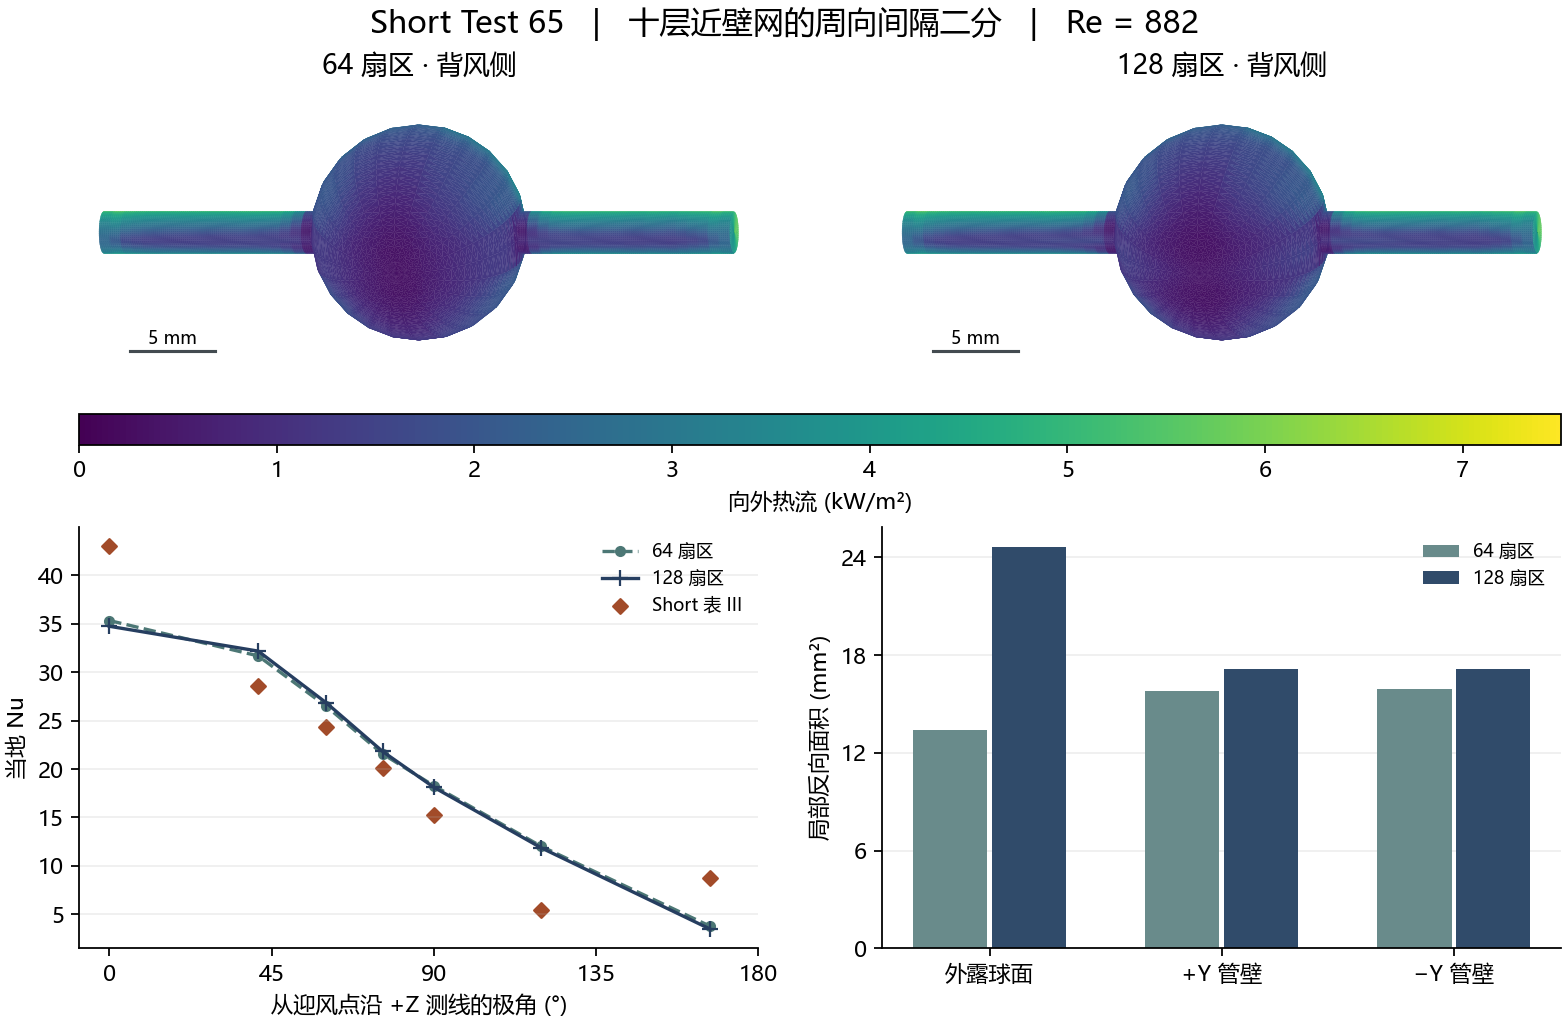 Short Test 65 | 十层近壁网的周向间隔二分 | Re = 882
64 扇区 · 背风侧
128 扇区 · 背风侧
5 mm
5 mm
0 1 2 3 4 5 6 7
向外热流 (kW/m²)
当地 Nu
40
35
30
25
20
15
10
5
0 45 90 135 180
从迎风点沿 +Z 测线的极角 (°)
64 扇区
128 扇区
Short 表 III
局部反向面积 (mm²)
24
18
12
6
0
外露球面 +Y 管壁 −Y 管壁
64 扇区
128 扇区